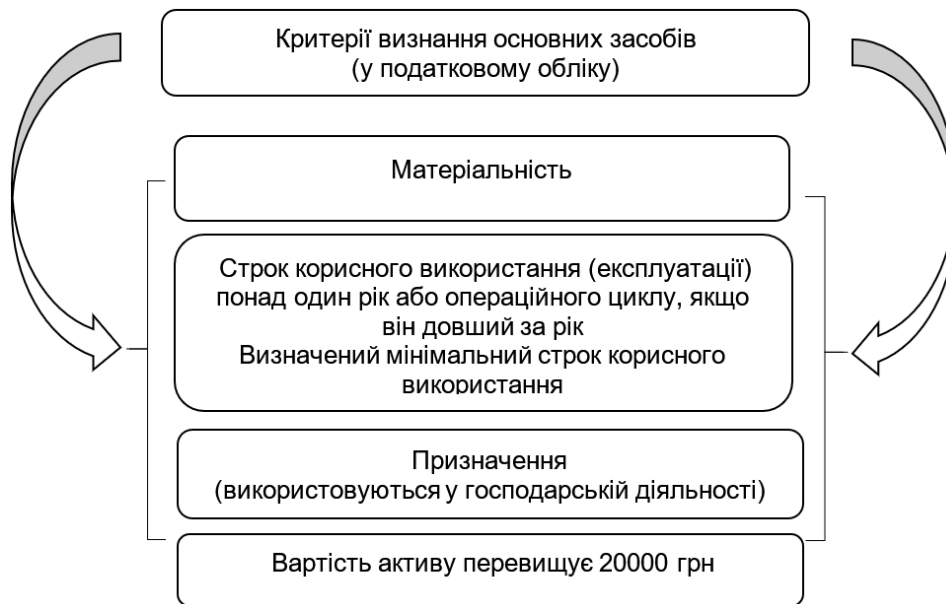 Критерії визнання основних засобів
(у податковому обліку)
Матеріальність
Строк корисного використання (експлуатації)
понад один рік або операційного циклу, якщо
він довший за рік
Визначений мінімальний строк корисного
використання
Призначення
(використовуються у господарській діяльності)
Вартість активу перевищує 20000 грн